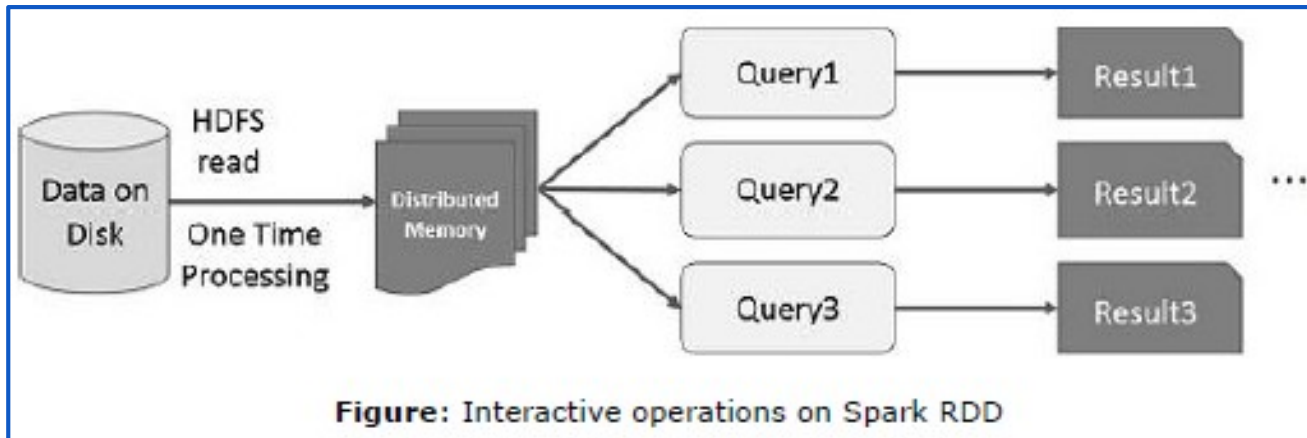 HDFS
read
Data on
Disk
One Time
Processing
Distributed
Memory
Query1
Result1
Query2
Result2
...
Query3
Result3
Figure: Interactive operations on Spark RDD